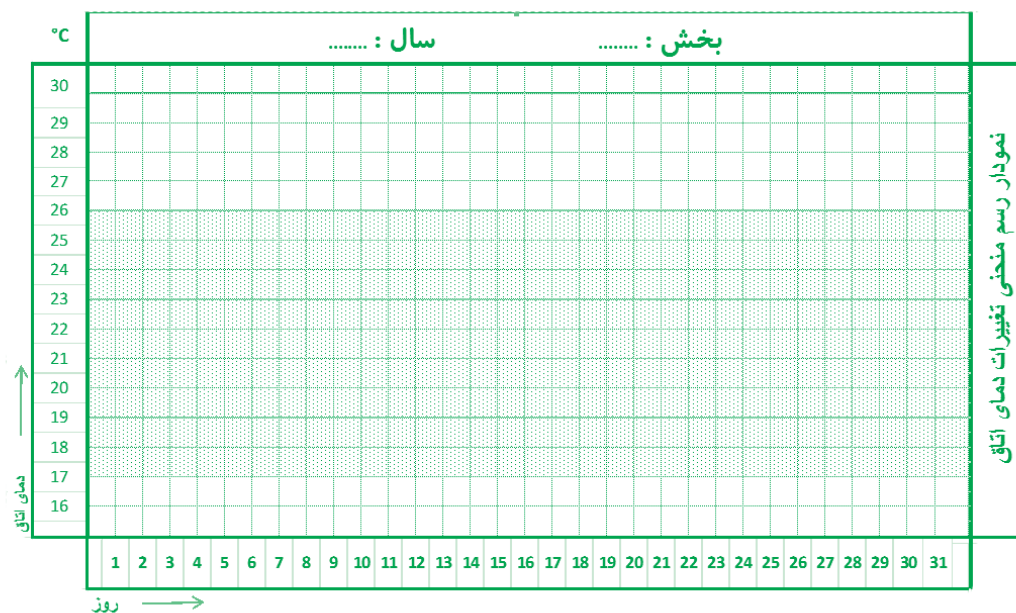 °C
بخش : ........ سال : ........
30
29
28
27
26
25
24
23
22
21
20
19
18
17
16
دمای اتاق
نمودار رسم منحنی تغییرات دمای اتاق
1 2 3 4 5 6 7 8 9 10 11 12 13 14 15 16 17 18 19 20 21 22 23 24 25 26 27 28 29 30 31
روز